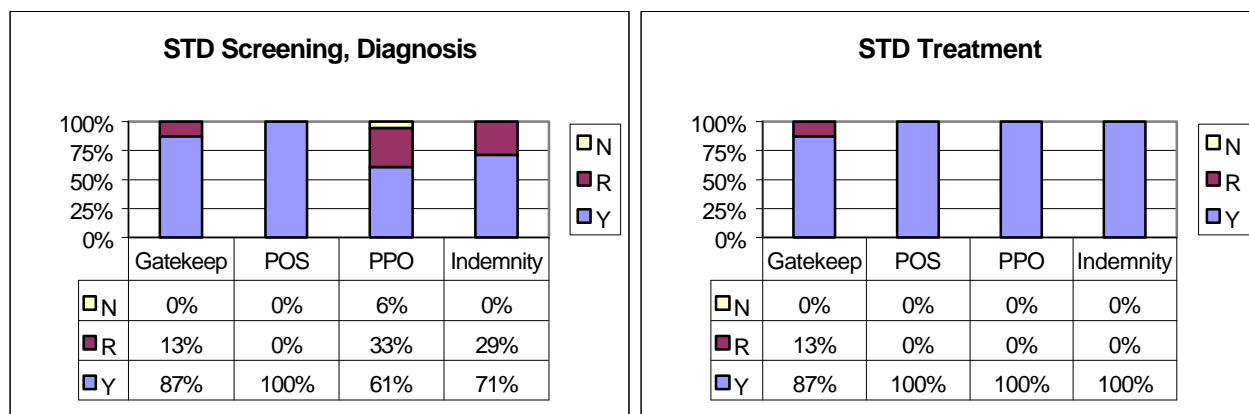 STD Screening, Diagnosis
100%
75%
50%
25%
0%
N
R
Y
Gatekeep POS PPO Indemnity
N 0% 0% 6% 0%
R 13% 0% 33% 29%
Y 87% 100% 61% 71%
STD Treatment
100%
75%
50%
25%
0%
N
R
Y
Gatekeep POS PPO Indemnity
N 0% 0% 0% 0%
R 13% 0% 0% 0%
Y 87% 100% 100% 100%